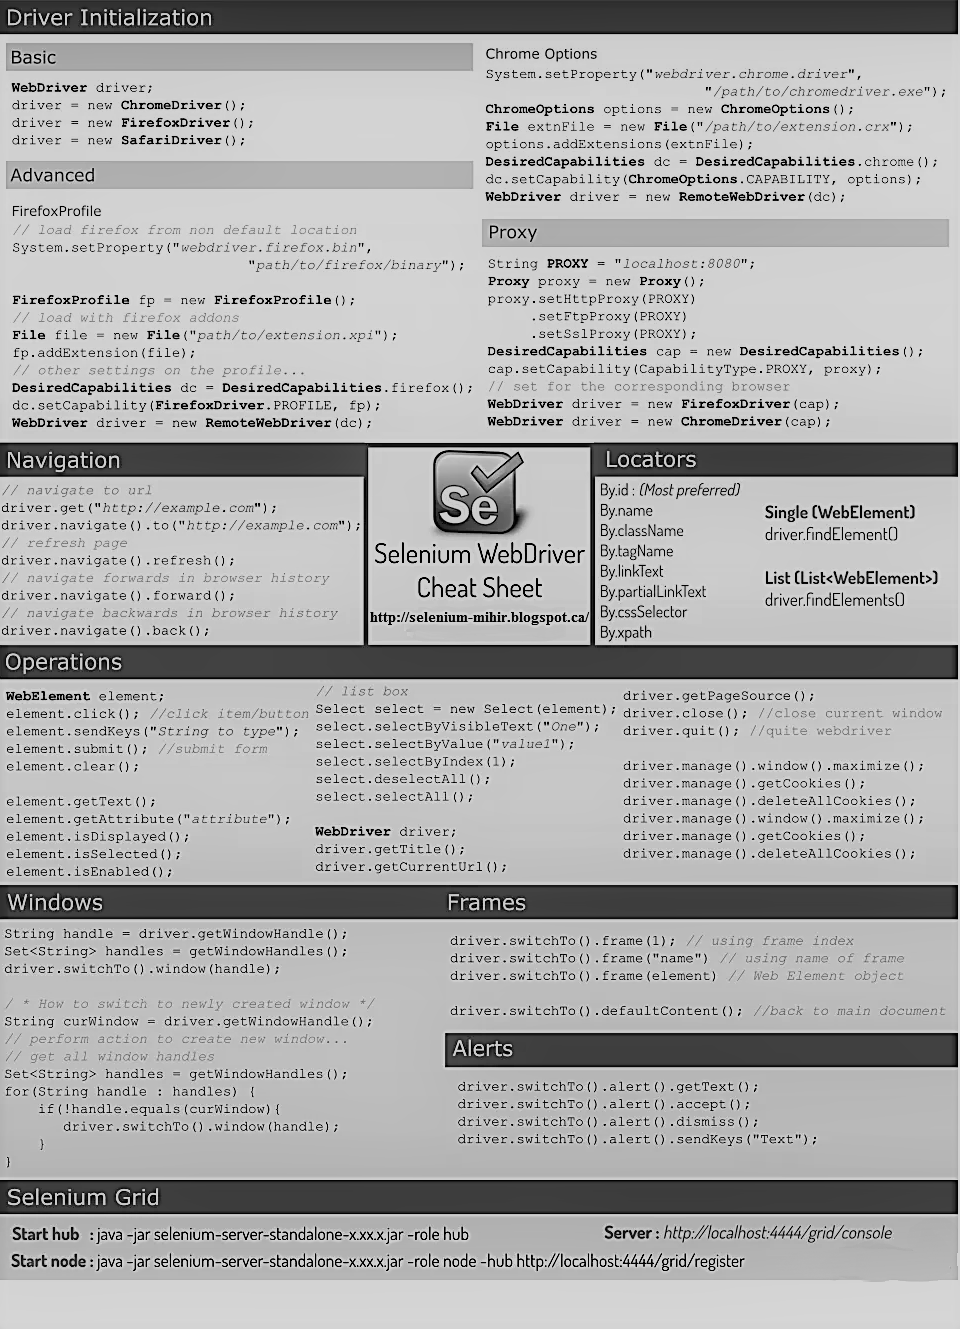 Driver Initialization
Basic
WebDriver driver;
driver = new ChromeDriver();
driver = new FirefoxDriver();
driver = new SafariDriver();
Advanced
FirefoxProfile
// load firefox from non default location
System.setProperty("webdriver.firefox.bin",
"path/to/firefox/binary");
FirefoxProfile fp = new FirefoxProfile();
// load with firefox addons
File file = new File("path/to/extension.xpi");
fp.addExtension(file);
// other settings on the profile...
DesiredCapabilities dc = DesiredCapabilities.firefox();
dc.setCapability(FirefoxDriver.PROFILE, fp);
WebDriver driver = new RemoteWebDriver(dc);
Chrome Options
System.setProperty("webdriver.chrome.driver",
"/path/to/chromedriver.exe");
ChromeOptions options = new ChromeOptions();
File extnFile = new File("/path/to/extension.crx");
options.addExtensions(extnFile);
DesiredCapabilities dc = DesiredCapabilities.chrome();
dc.setCapability(ChromeOption.CAPABILITY, options);
WebDriver driver = new RemoteWebDriver(dc);
Proxy
String PROXY = "localhost:8080";
Proxy proxy = new Proxy();
proxy.setHttpProxy(PROXY)
.setFtpProxy(PROXY)
.setSslProxy(PROXY);
DesiredCapabilities cap = new DesiredCapabilities();
cap.setCapability(CapabilityType.PROXY, proxy);
// set for the corresponding browser
WebDriver driver = new FirefoxDriver(cap);
WebDriver driver = new ChromeDriver(cap);
Navigation
// navigate to url
driver.get("http://example.com");
driver.navigate().to("http://example.com");
// refresh page
driver.navigate().refresh();
// navigate forwards in browser history
driver.navigate().forward();
// navigate backwards in browser history
driver.navigate().back();
Se
Selenium WebDriver
Cheat Sheet
http://selenium-mihir.blogspot.ca/
Locators
By.id : (Most preferred)
By.name
By.className
By.tagName
By.linkText
By.partialLinkText
By.cssSelector
By.xpath
Single (WebElement)
driver.findElement()
List (List<WebElement>)
driver.findElements()
Operations
WebElement element;
element.click(); //click item/button
element.sendKeys("String to type");
element.submit(); //submit form
element.clear();
element.getText();
element.getAttribute("attribute");
element.isDisplayed();
element.isSelected();
element.isEnabled();
// list box
Select select = new Select(element);
select.selectByVisibleText("One");
select.selectByValue("value1");
select.selectByIndex(1);
select.deselectAll();
select.selectAll();
WebDriver driver;
driver.getTitle();
driver.getCurrentUrl();
driver.getPageSource();
driver.close(); //close current window
driver.quit(); //quite webdriver
driver.manage().window().maximize();
driver.manage().getCookies();
driver.manage().deleteAllCookies();
driver.manage().window().maximize();
driver.manage().getCookies();
driver.manage().deleteAllCookies();
Windows
String handle = driver.getWindowHandle();
Set<String> handles = getWindowHandles();
driver.switchTo().window(handle);
/ * How to switch to newly created window */
String curWindow = driver.getWindowHandle();
// perform action to create new window...
// get all window handles
Set<String> handles = getWindowHandles();
for(String handle : handles) {
if(!handle.equals(curWindow){
driver.switchTo().window(handle);
}
}
Frames
driver.switchTo().frame(1); // using frame index
driver.switchTo().frame("name") // using name of frame
driver.switchTo().frame(element) // Web Element object
driver.switchTo().defaultContent(); //back to main document
Alerts
driver.switchTo().alert().getText();
driver.switchTo().alert().accept();
driver.switchTo().alert().dismiss();
driver.switchTo().alert().sendKeys("Text");
Selenium Grid
Start hub : java -jar selenium-server-standalone-x.xx.x.jar -role hub
Server : http://localhost:4444/grid/console
Start node : java -jar selenium-server-standalone-x.xx.x.jar -role node -hub http://localhost:4444/grid/register